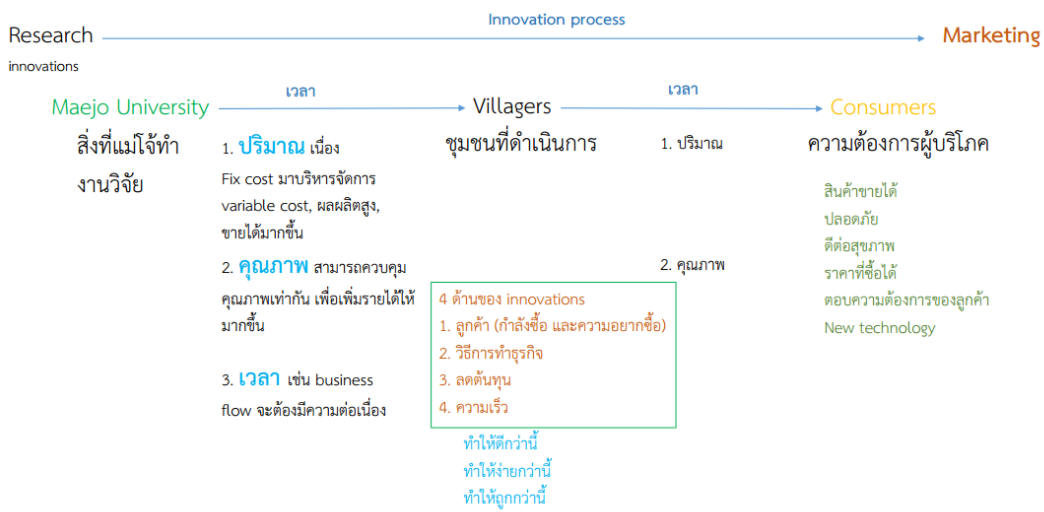 Innovation process
Research
Marketing
innovations
เวลา
เวลา
Maejo University
Villagers
Consumers
สิ่งที่แม่โจ้ทำ
งานวิจัย
1. ปริมาณ เนื่อง
Fix cost มาบริหารจัดการ
variable cost, ผลผลิตสูง,
ขายได้มากขึ้น
2. คุณภาพ สามารถควบคุม
คุณภาพเท่ากัน เพื่อเพิ่มรายได้ให้
มากขึ้น
3. เวลา เช่น business
flow จะต้องมีความต่อเนื่อง
ชุมชนที่ดำเนินการ
4 ด้านของ innovations
1. ลูกค้า (กำลังซื้อ และความอยากซื้อ)
2. วิธีการทำธุรกิจ
3. ลดต้นทุน
4. ความเร็ว
ทำให้ดีกว่านี้
ทำให้ง่ายกว่านี้
ทำให้ถูกกว่านี้
1. ปริมาณ
2. คุณภาพ
ความต้องการผู้บริโภค
สินค้าขายได้
ปลอดภัย
ดีต่อสุขภาพ
ราคาที่ซื้อได้
ตอบความต้องการของลูกค้า
New technology